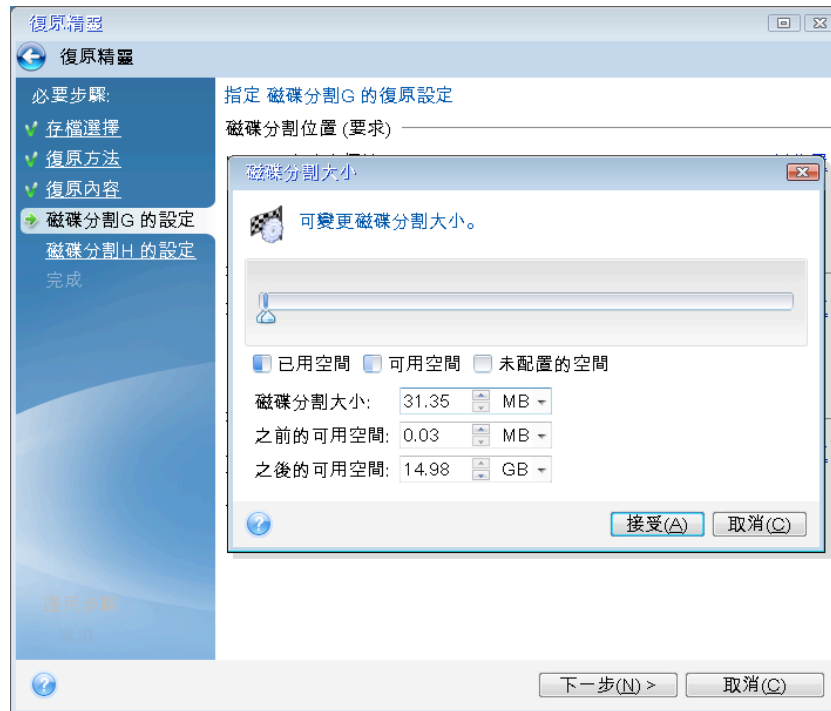 復原精靈
復原精靈
必要步驟:
存檔選擇
復原方法
復原內容
磁碟分割G 的設定
磁碟分割H 的設定
完成
指定 磁碟分割G 的復原設定
磁碟分割位置 (要求)
磁碟分割大小
可變更磁碟分割大小。
已用空間 可用空間 未配置的空間
磁碟分割大小: 31.35 MB
之前的可用空間: 0.03 MB
之後的可用空間: 14.98 GB
接受(A) 取消(C)
下一步(N) > 取消(C)